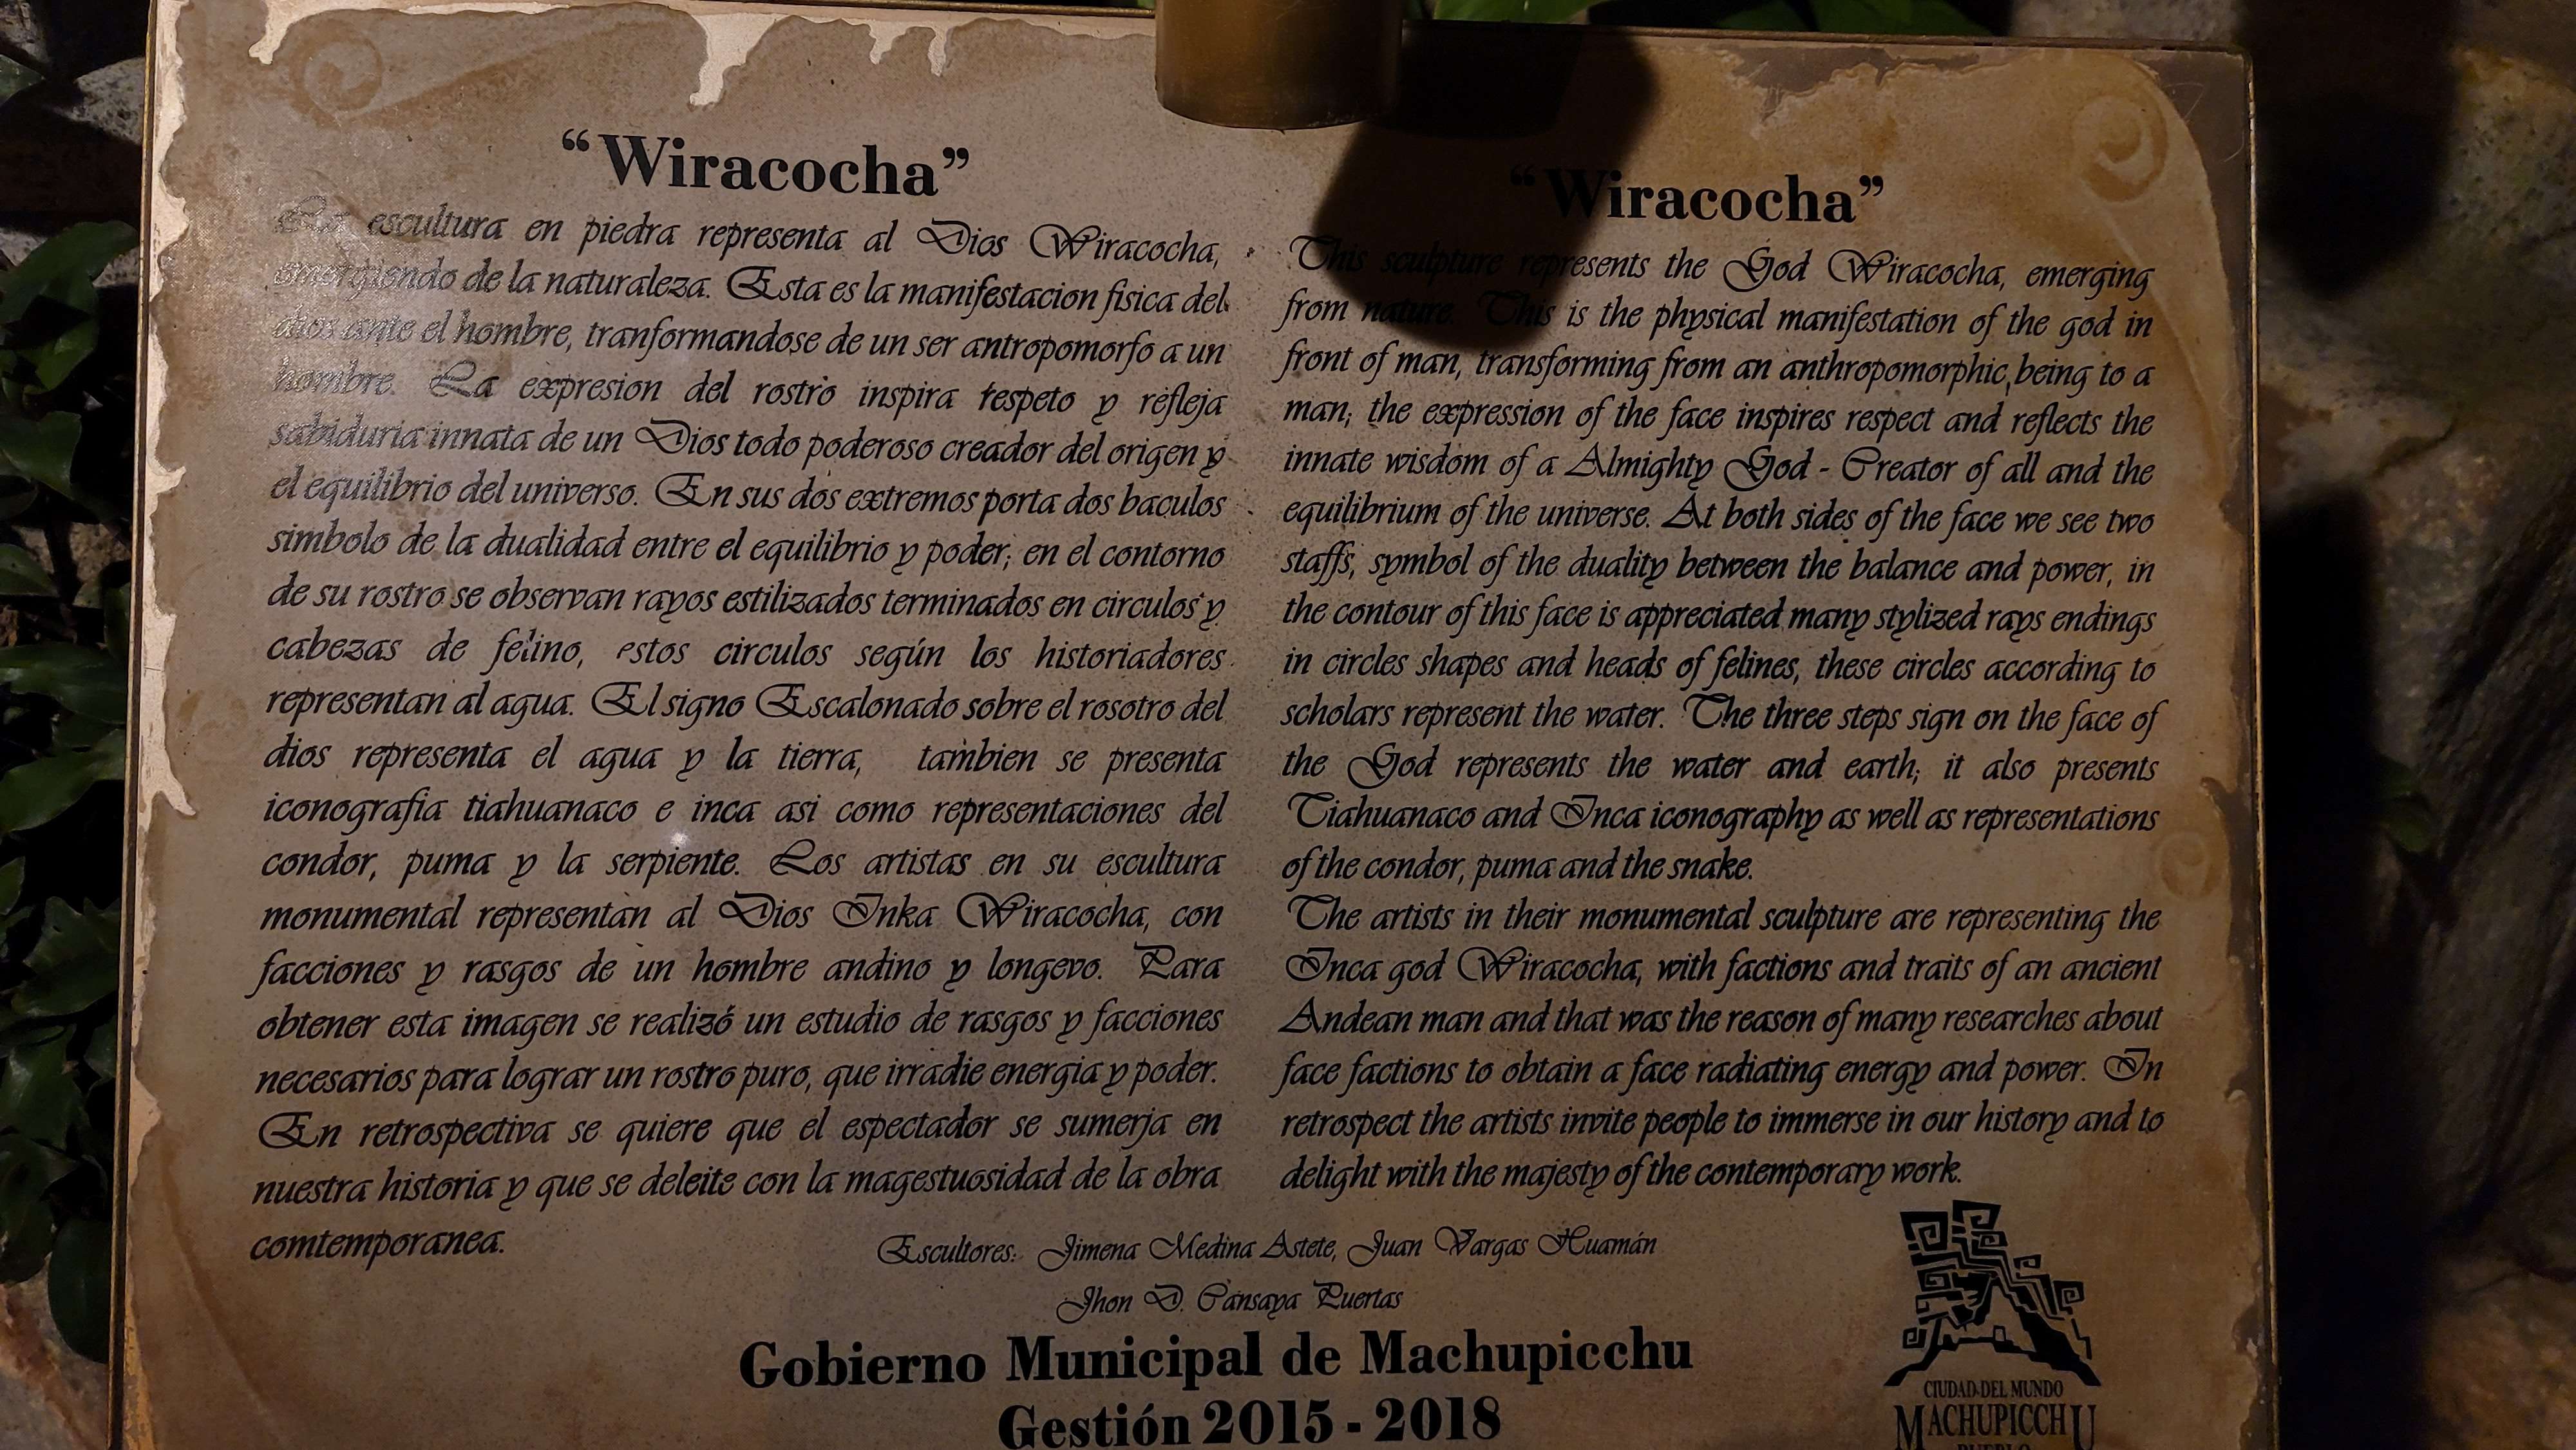 “Wiracocha”
La escultura en piedra representa al Dios Wiracocha,
emergiendo de la naturaleza. Esta es la manifestacion fisica del
dios ante el hombre, tranformandose de un ser antropomorfo a un
hombre. La expresion del rostro inspira respeto y refleja
sabiduria innata de un Dios todo poderoso creador del origen y
el equilibrio del universo. En sus dos extremos porta dos baculos
simbolo de la dualidad entre el equilibrio y poder; en el contorno
de su rostro se observan rayos estilizados terminados en circulos y
cabezas de felino, estos circulos según los historiadores
representan al agua. El signo Escalonado sobre el rosotro del
dios representa el agua y la tierra, tambien se presenta
iconografia tiahuanaco e inca asi como representaciones del
condor, puma y la serpiente. Los artistas en su escultura
monumental representan al Dios Inka Wiracocha, con
facciones y rasgos de un hombre andino y longevo. Para
obtener esta imagen se realizó un estudio de rasgos y facciones
necesarios para lograr un rostro puro, que irradie energia y poder.
En retrospectiva se quiere que el espectador se sumerja en
nuestra historia y que se deleite con la magestuosidad de la obra
comtemporanea.
“Wiracocha”
This sculpture represents the God Wiracocha, emerging
from nature. This is the physical manifestation of the god in
front of man, transforming from an anthropomorphic being to a
man; the expression of the face inspires respect and reflects the
innate wisdom of a Almighty God - Creator of all and the
equilibrium of the universe. At both sides of the face we see two
staffs, symbol of the duality between the balance and power, in
the contour of this face is appreciated many stylized rays endings
in circles shapes and heads of felines, these circles according to
scholars represent the water. The three steps sign on the face of
the God represents the water and earth; it also presents
Tiahuanaco and Inca iconography as well as representations
of the condor, puma and the snake.
The artists in their monumental sculpture are representing the
Inca god Wiracocha, with factions and traits of an ancient
Andean man and that was the reason of many researches about
face factions to obtain a face radiating energy and power. In
retrospect the artists invite people to immerse in our history and to
delight with the majesty of the contemporary work.
Escultores: Jimena Medina Astete, Juan Vargas Huamán
Jhon D. Cansaya Puertas
Gobierno Municipal de Machupicchu
Gestión 2015 - 2018
CIUDAD DEL MUNDO
MACHUPICCHU
PUEBLO